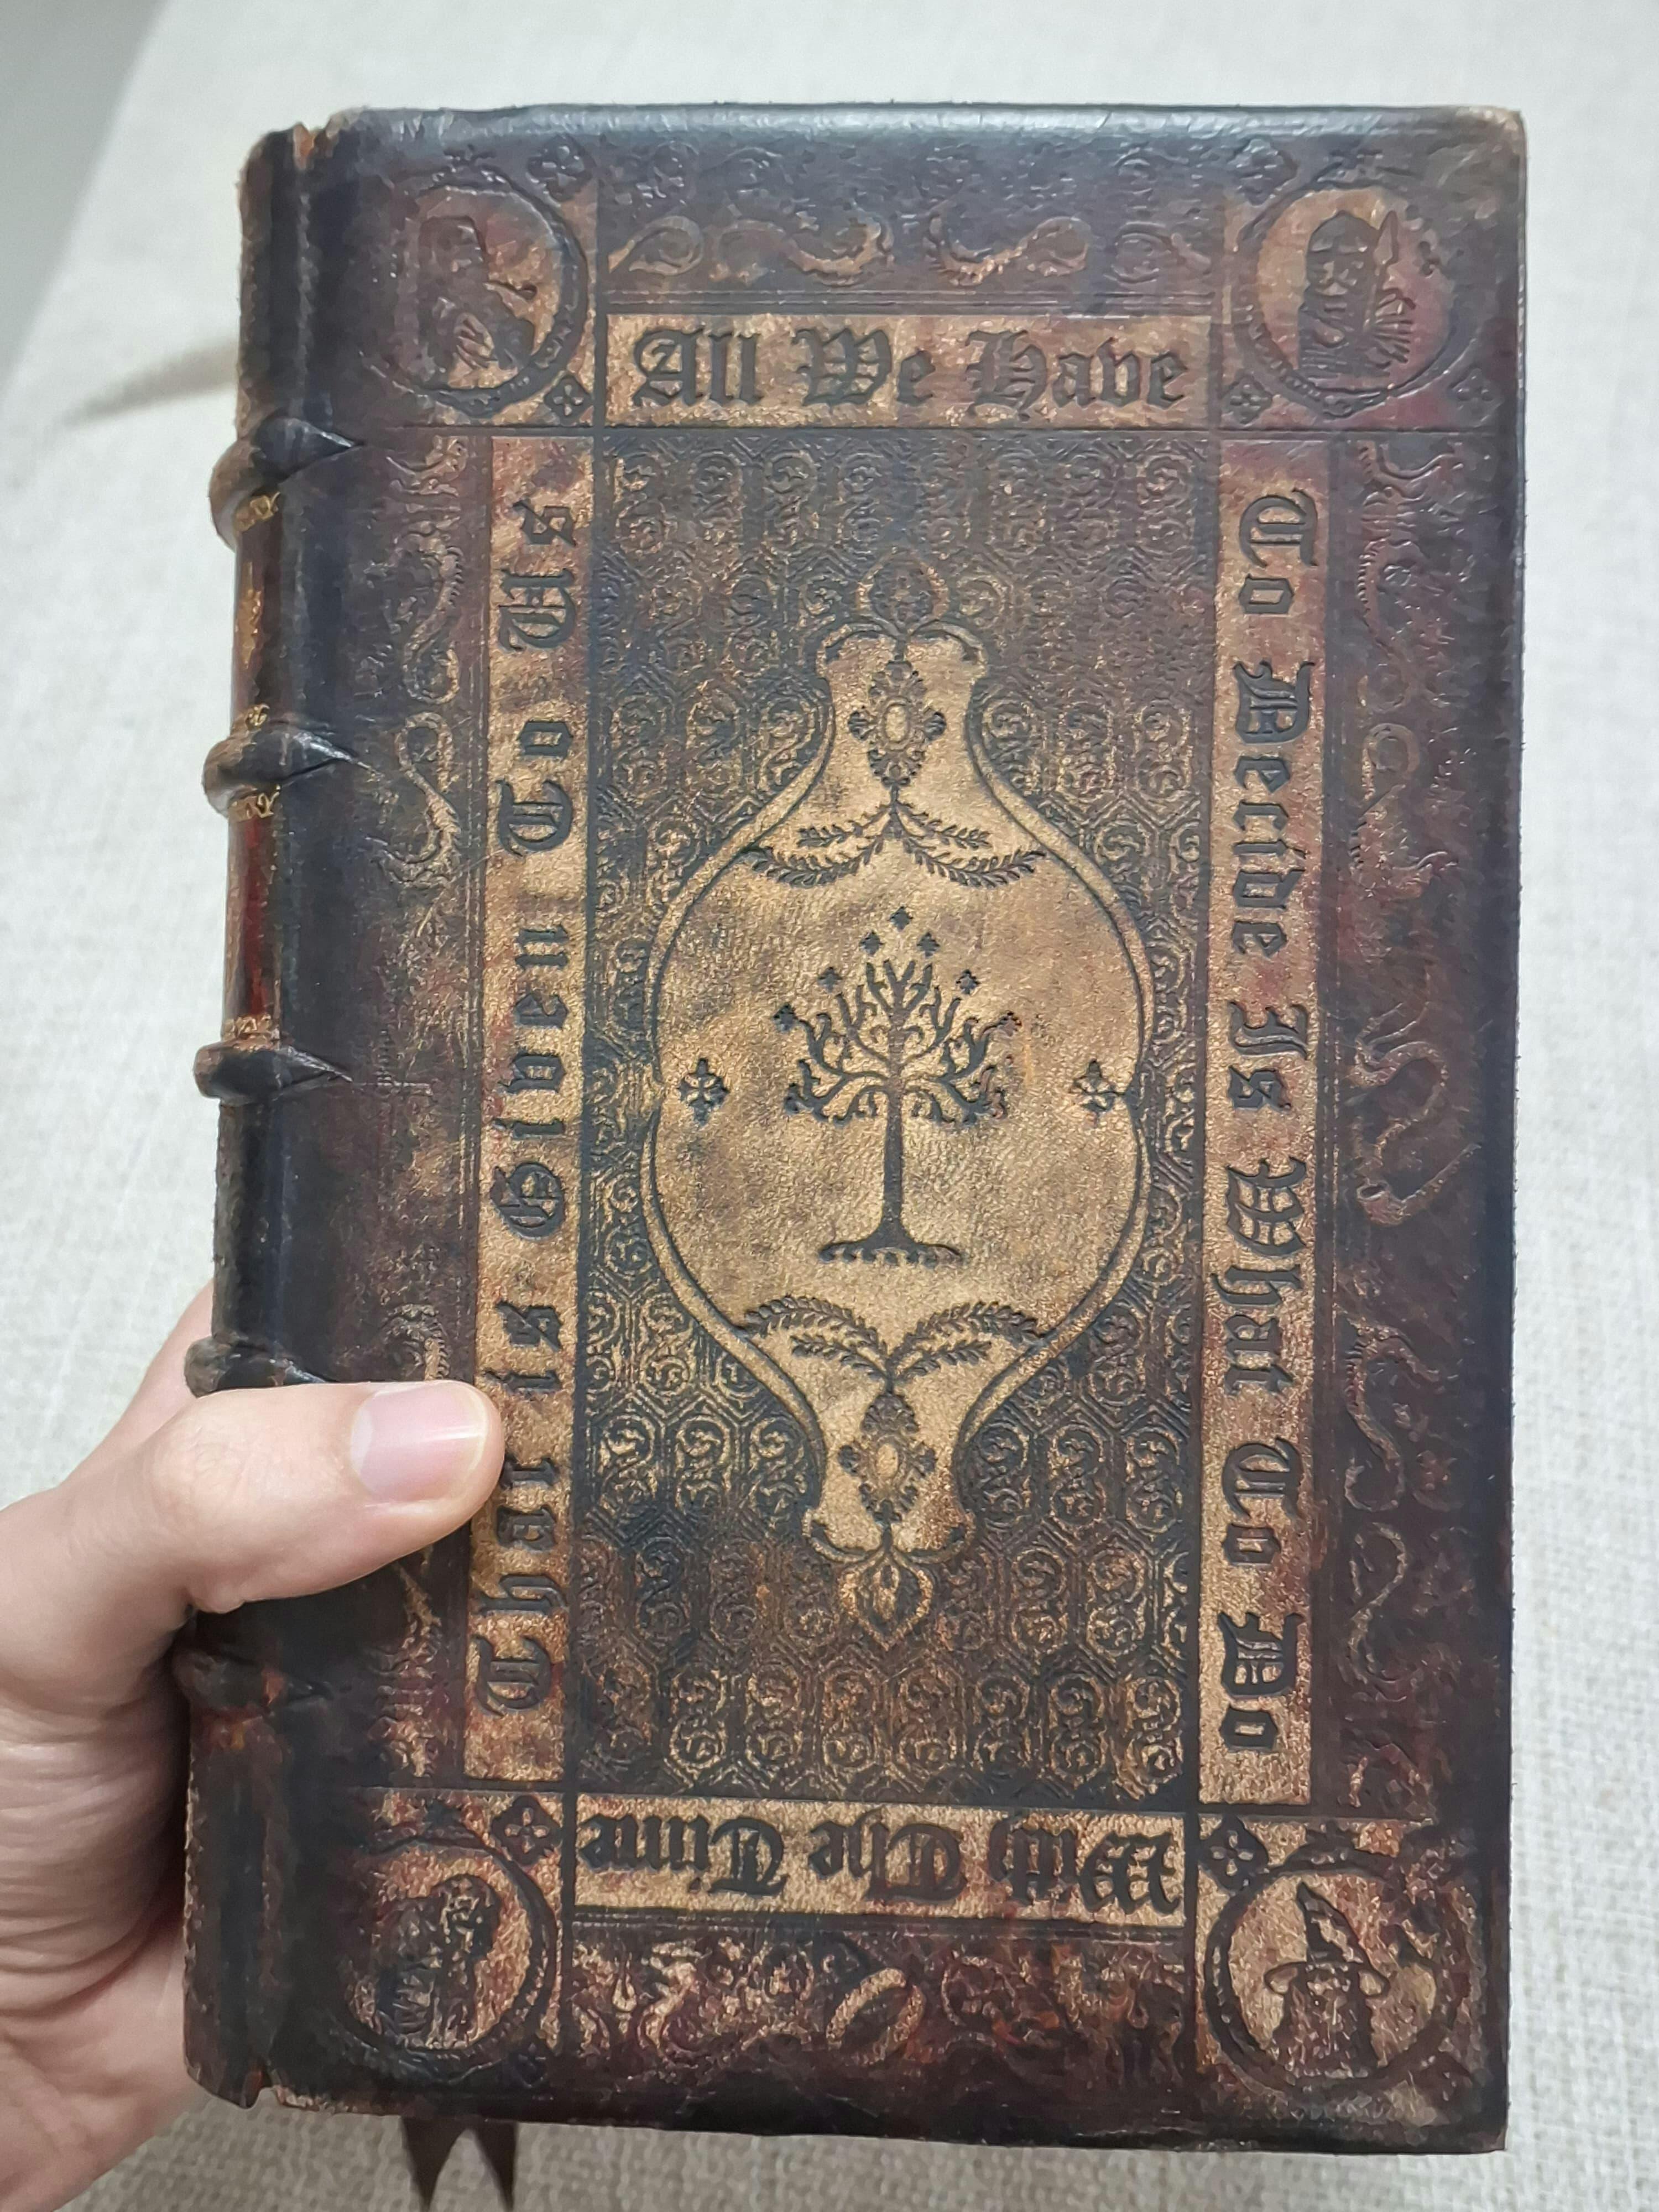 All We Have
To Decide Is What To Do
With The Time
That is Given To Us